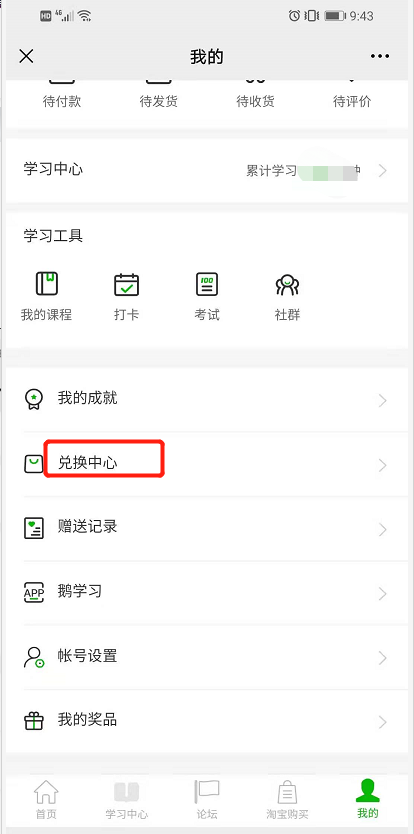 HD 4G 9:43
我的
待付款 待发货 待收货 待评价
学习中心 累计学习
学习工具
100
我的课程 打卡 考试 社群
我的成就
兑换中心
赠送记录
APP 鹅学习
帐号设置
我的奖品
首页 学习中心 论坛 淘宝购买 我的